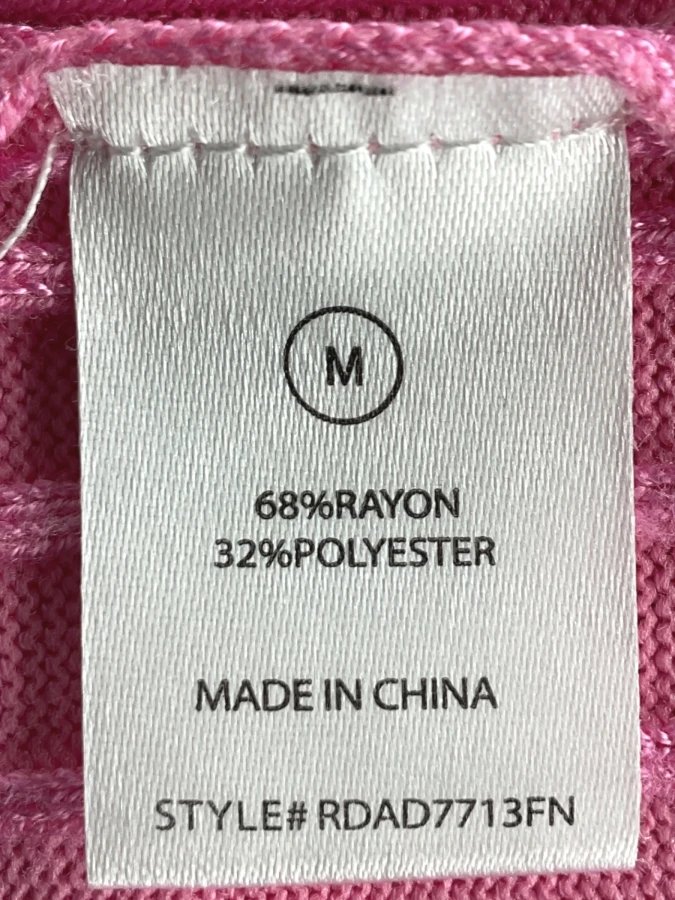 M
68%RAYON
32%POLYESTER
MADE IN CHINA
STYLE# RDAD7713FN